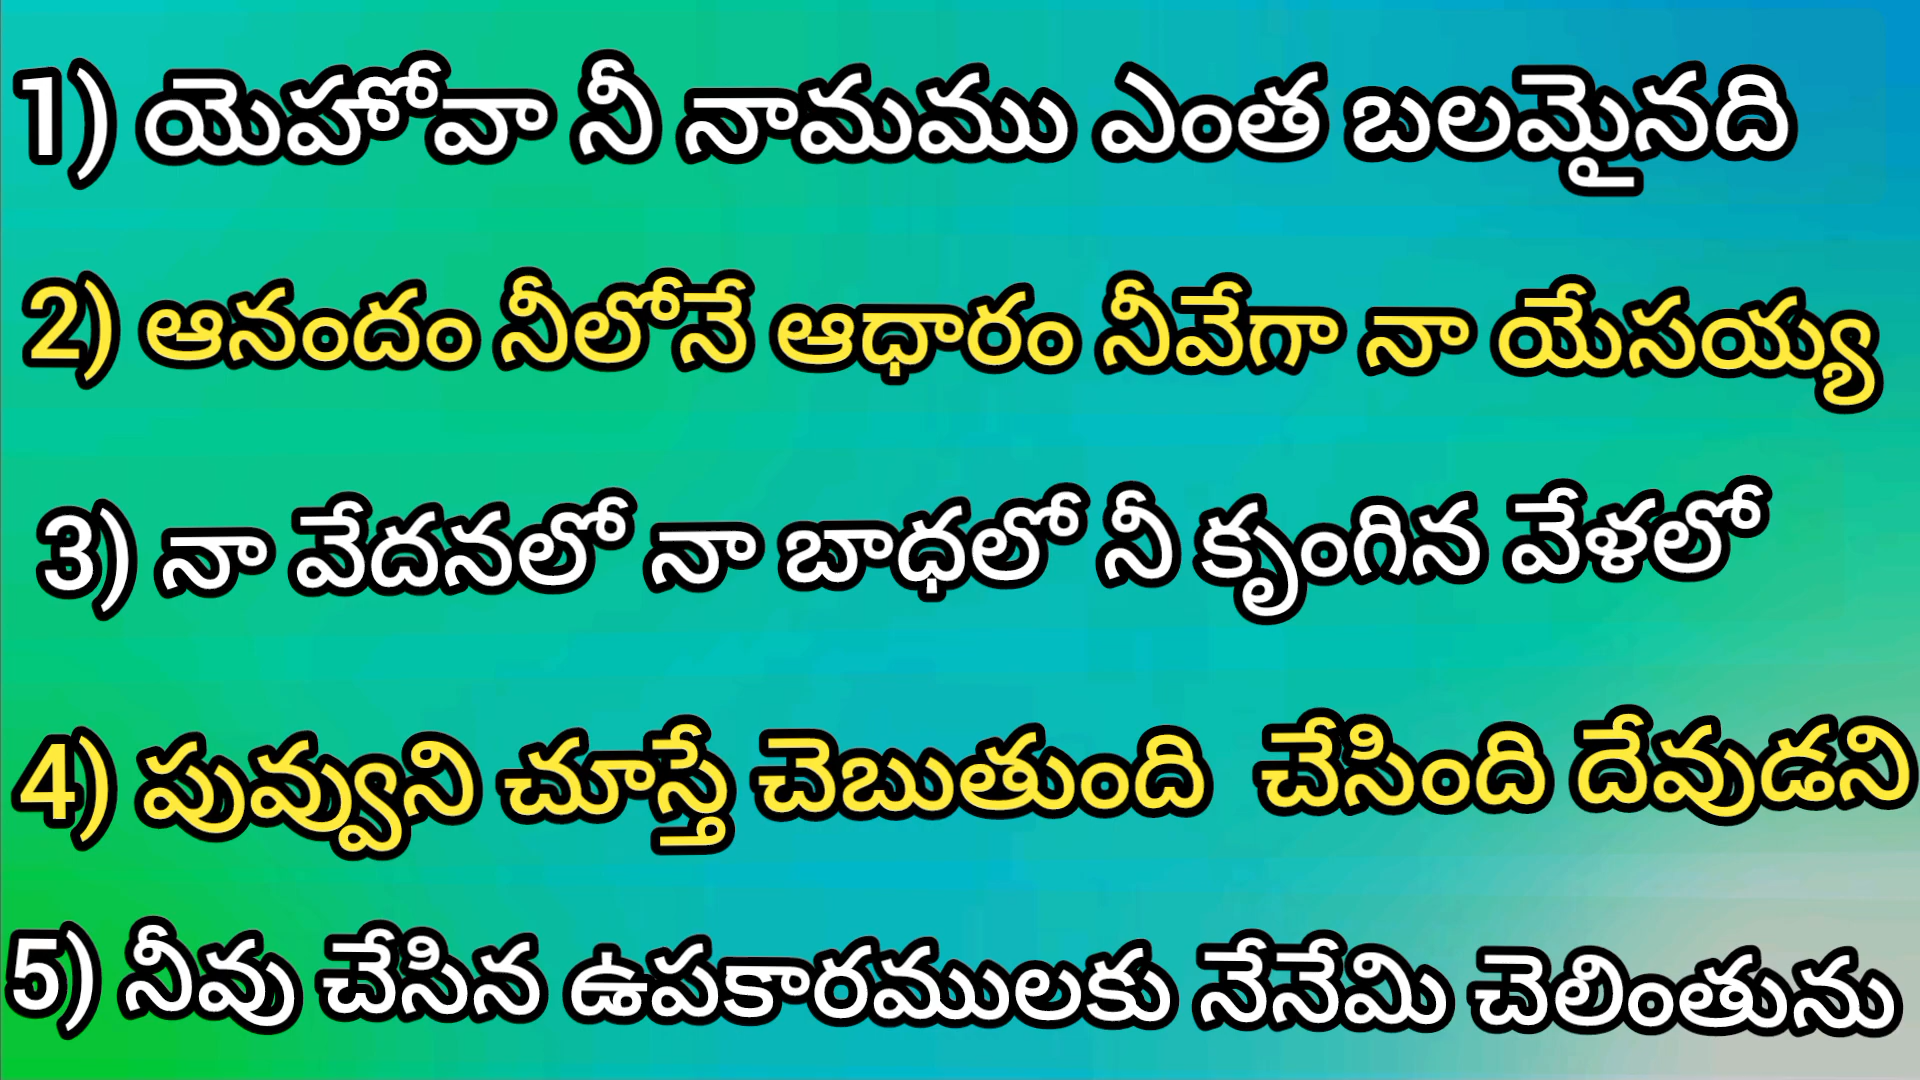 1) యెహోవా నీ నామము ఎంత బలమైనది
2) ఆనందం నీలోనే ఆధారం నీవేగా నా యేసయ్య
3) నా వేదనలో నా బాధలో నీ కృంగిన వేళలో
4) పువ్వుని చూస్తే చెబుతుంది చేసింది దేవుడని
5) నీవు చేసిన ఉపకారములకు నేనేమి చెలింతును